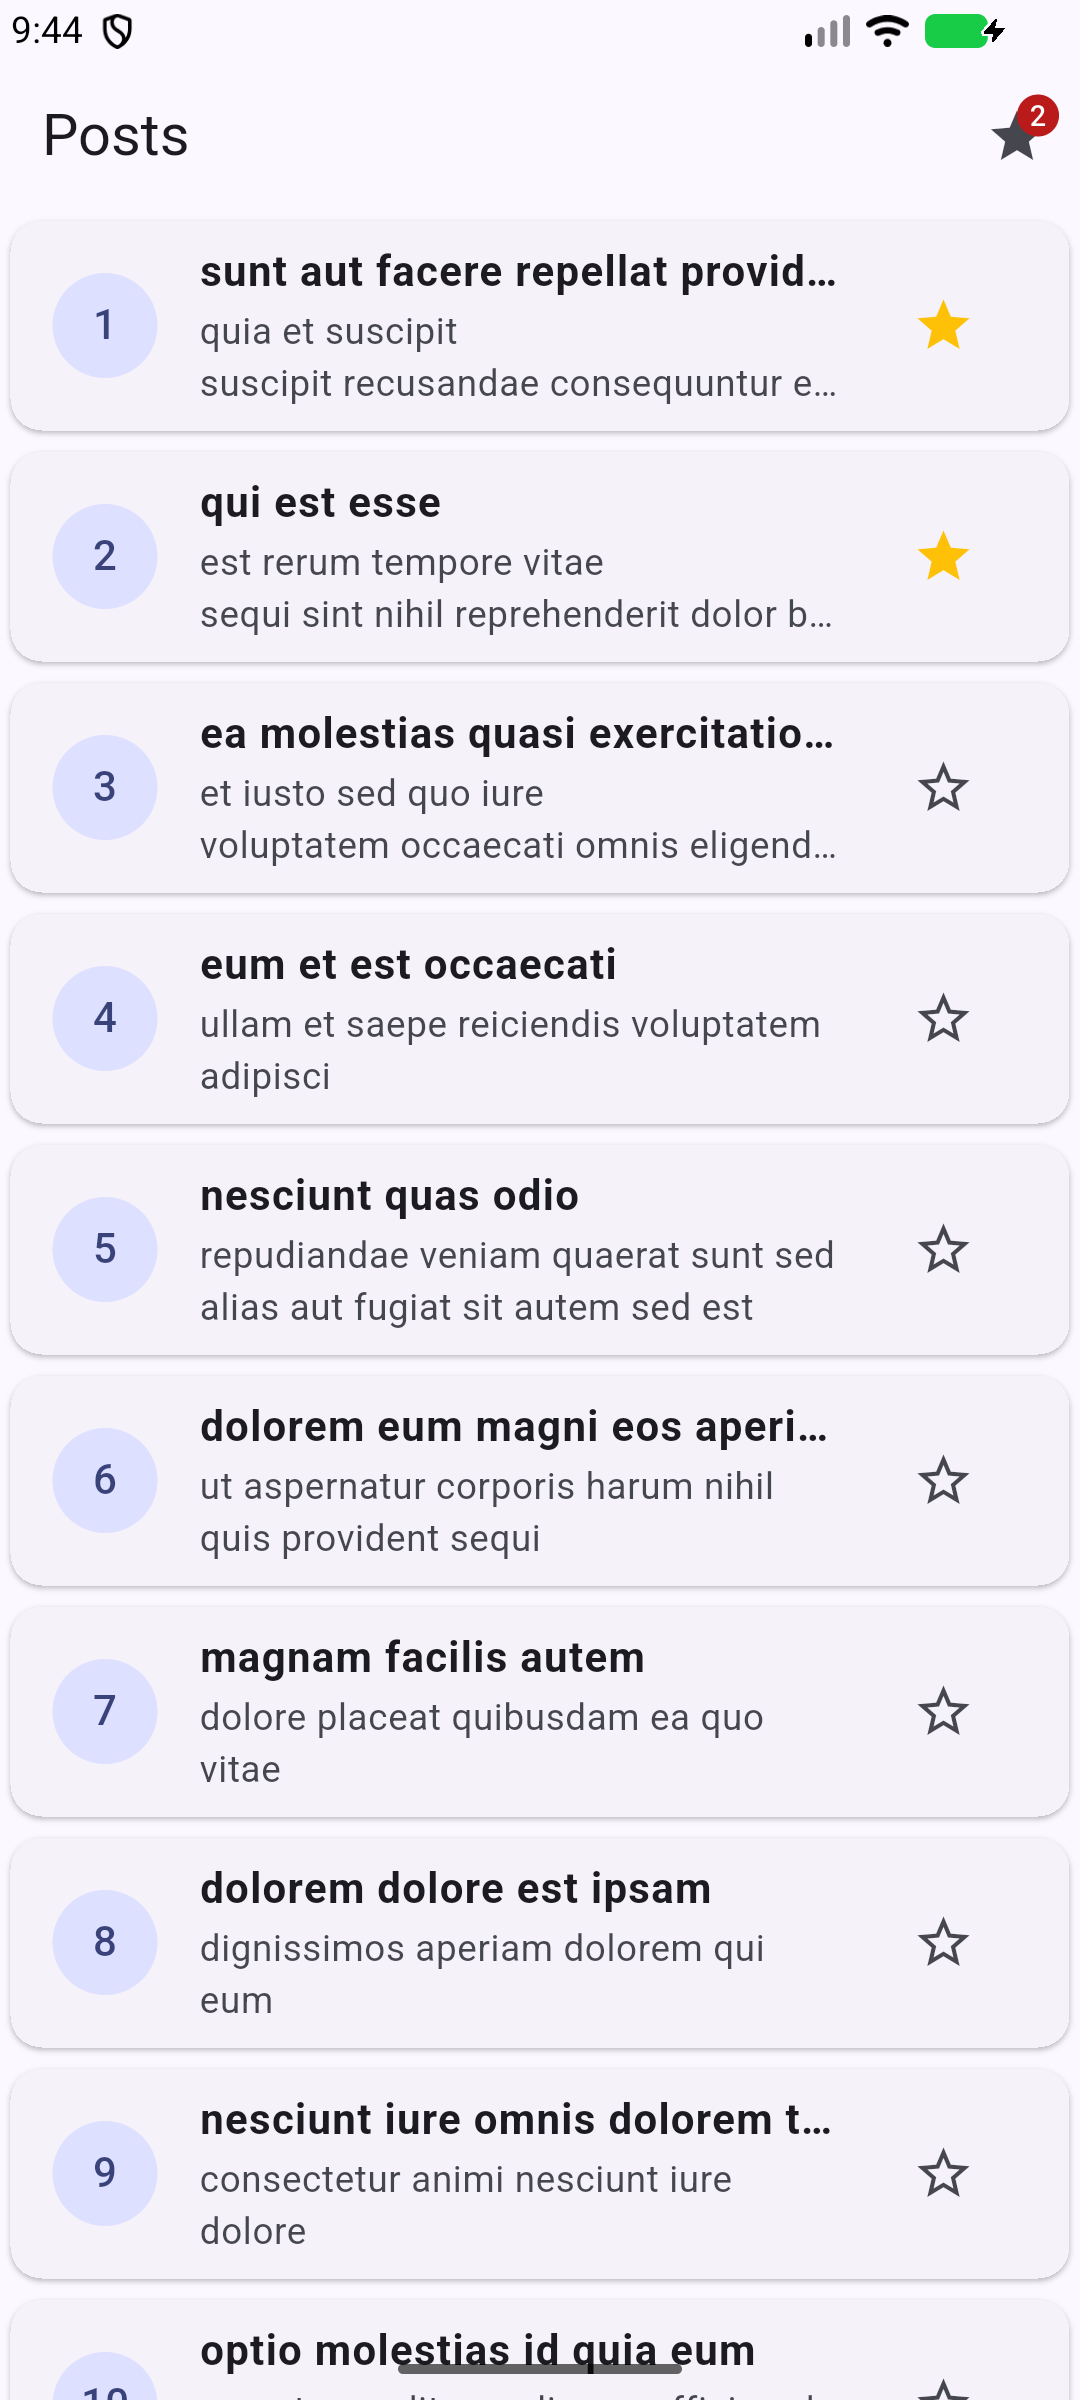 9:44
Posts
2
1
sunt aut facere repellat provid…
quia et suscipit
suscipit recusandae consequuntur e…
2
qui est esse
est rerum tempore vitae
sequi sint nihil reprehenderit dolor b…
3
ea molestias quasi exercitatio…
et iusto sed quo iure
voluptatem occaecati omnis eligend…
4
eum et est occaecati
ullam et saepe reiciendis voluptatem
adipisci
5
nesciunt quas odio
repudiandae veniam quaerat sunt sed
alias aut fugiat sit autem sed est
6
dolorem eum magni eos aperi…
ut aspernatur corporis harum nihil
quis provident sequi
7
magnam facilis autem
dolore placeat quibusdam ea quo
vitae
8
dolorem dolore est ipsam
dignissimos aperiam dolorem qui
eum
9
nesciunt iure omnis dolorem t…
consectetur animi nesciunt iure
dolore
10
optio molestias id quia eum